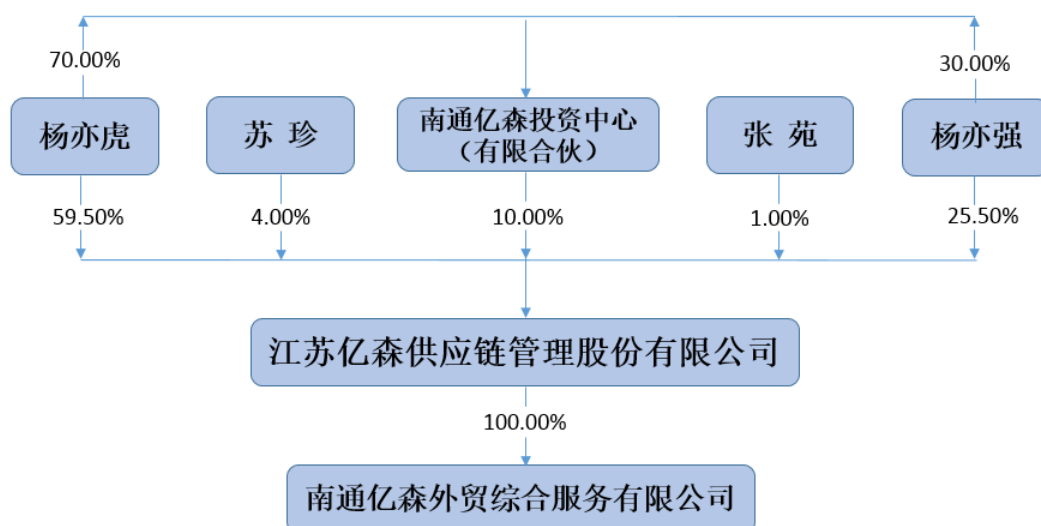 70.00%
30.00%
杨亦虎
苏 珍
南通亿森投资中心
（有限合伙）
张 苑
杨亦强
59.50%
4.00%
10.00%
1.00%
25.50%
江苏亿森供应链管理股份有限公司
100.00%
南通亿森外贸综合服务有限公司